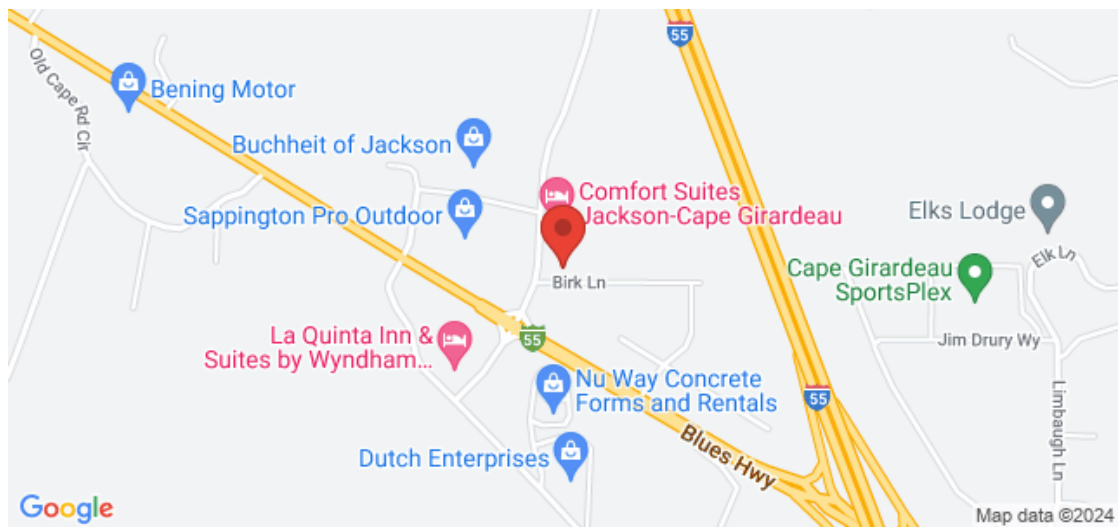 55
Old Cape Rd Cir
Bening Motor
Buchheit of Jackson
Comfort Suites
Jackson-Cape Girardeau
Sappington Pro Outdoor
Elks Lodge
Elk Ln
Cape Girardeau
SportsPlex
Birk Ln
La Quinta Inn &
Suites by Wyndham...
55
Jim Drury Wy
Nu Way Concrete
Forms and Rentals
55
Limbaugh Ln
Blues Hwy
Dutch Enterprises
Google
Map data ©2024